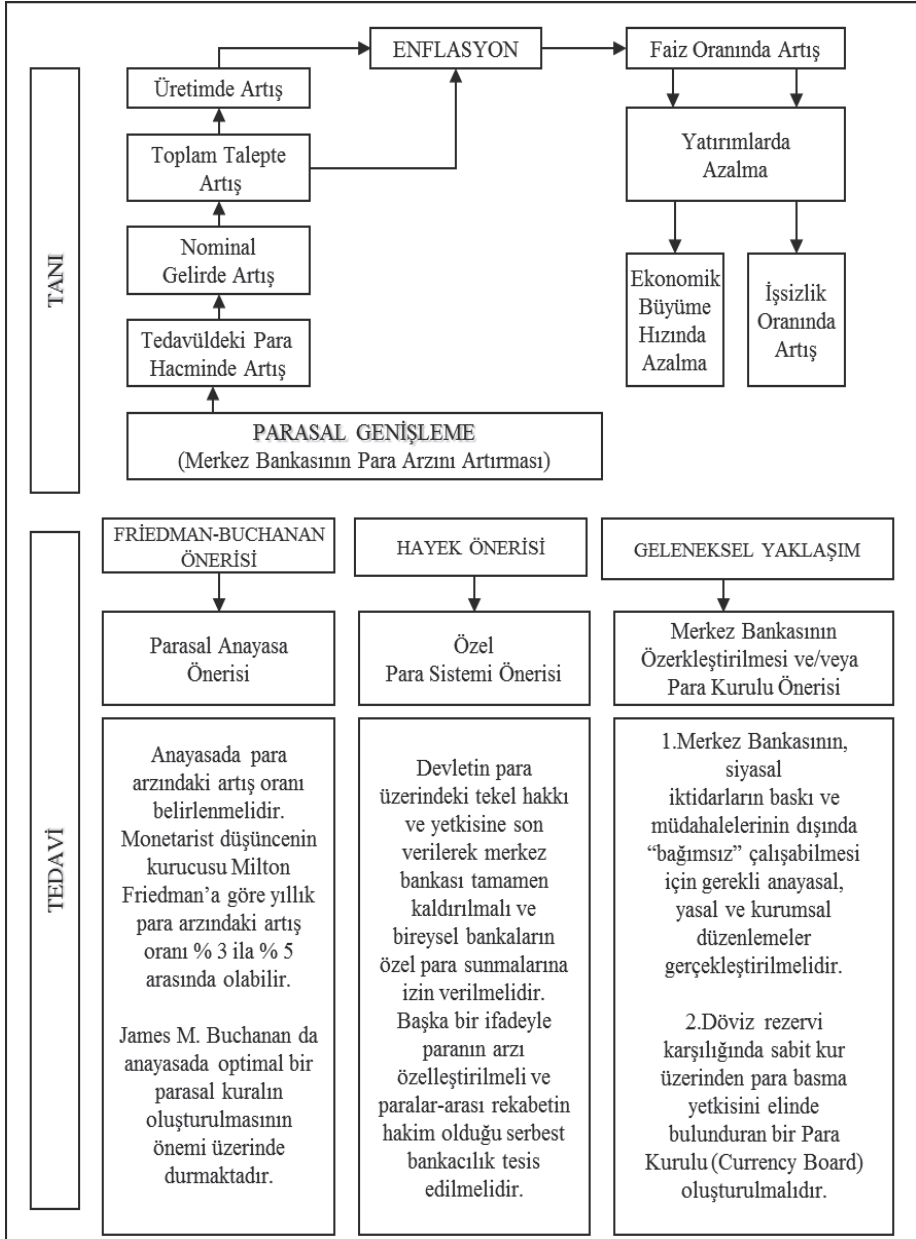 TANI
ENFLASYON
Faiz Oranında Artış
Üretimde Artış
Toplam Talepte
Artış
Yatırımlarda
Azalma
Nominal
Gelirde Artış
Ekonomik
Büyüme
Hızında
Azalma
İşsizlik
Oranında
Artış
Tedavüldeki Para
Hacminde Artış
PARASAL GENİŞLEME
(Merkez Bankasının Para Arzını Artırması)
TEDAVİ
FRİEDMAN-BUCHANAN
ÖNERİSİ
Parasal Anayasa
Önerisi
Anayasada para
arzındaki artış oranı
belirlenmelidir.
Monetarist düşüncenin
kurucusu Milton
Friedman’a göre yıllık
para arzındaki artış
oranı % 3 ila % 5
arasında olabilir.
James M. Buchanan da
anayasada optimal bir
parasal kuralın
oluşturulmasının
önemi üzerinde
durmaktadır.
HAYEK ÖNERİSİ
Özel
Para Sistemi Önerisi
Devletin para
üzerindeki tekel hakkı
ve yetkisine son
verilerek merkez
bankası tamamen
kaldırılmalı ve
bireysel bankaların
özel para sunmalarına
izin verilmelidir.
Başka bir ifadeyle
paranın arzı
özelleştirilmeli ve
paralar-arası rekabetin
hakim olduğu serbest
bankacılık tesis
edilmelidir.
GELENEKSEL YAKLAŞIM
Merkez Bankasının
Özerkleştirilmesi ve/veya
Para Kurulu Önerisi
1.Merkez Bankasının,
siyasal
iktidarların baskı ve
müdahalelerinin dışında
“bağımsız” çalışabilmesi
için gerekli anayasal,
yasal ve kurumsal
düzenlemeler
gerçekleştirilmelidir.
2.Döviz rezervi
karşılığında sabit kur
üzerinden para basma
yetkisini elinde
bulunduran bir Para
Kurulu (Currency Board)
oluşturulmalıdır.